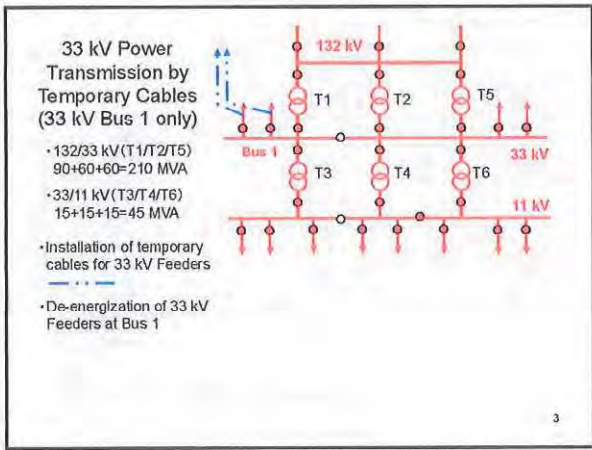 33 kV Power
Transmission by
Temporary Cables
(33 kV Bus 1 only)
・132/33 kV(T1/T2/T5)
90+60+60=210 MVA
・33/11 kV(T3/T4/T6)
15+15+15=45 MVA
・Installation of temporary
cables for 33 kV Feeders
・De-energization of 33 kV
Feeders at Bus 1
132 kV
T1
T2
T5
Bus 1
33 kV
T3
T4
T6
11 kV
3